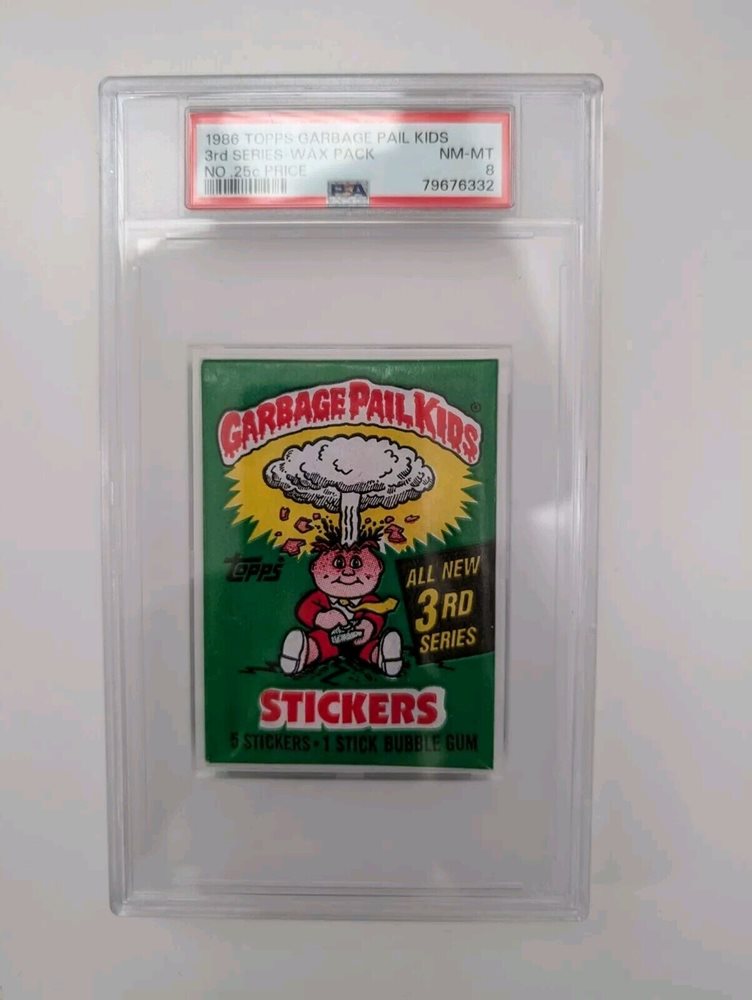 1986 TOPPS GARBAGE PAIL KIDS
3rd SERIES-WAX PACK NM-MT
NO .25c PRICE 8
PSA 79676332
GARBAGE PAIL KIDS®
TOPPS®
ALL NEW
3RD
SERIES
STICKERS
5 STICKERS • 1 STICK BUBBLE GUM